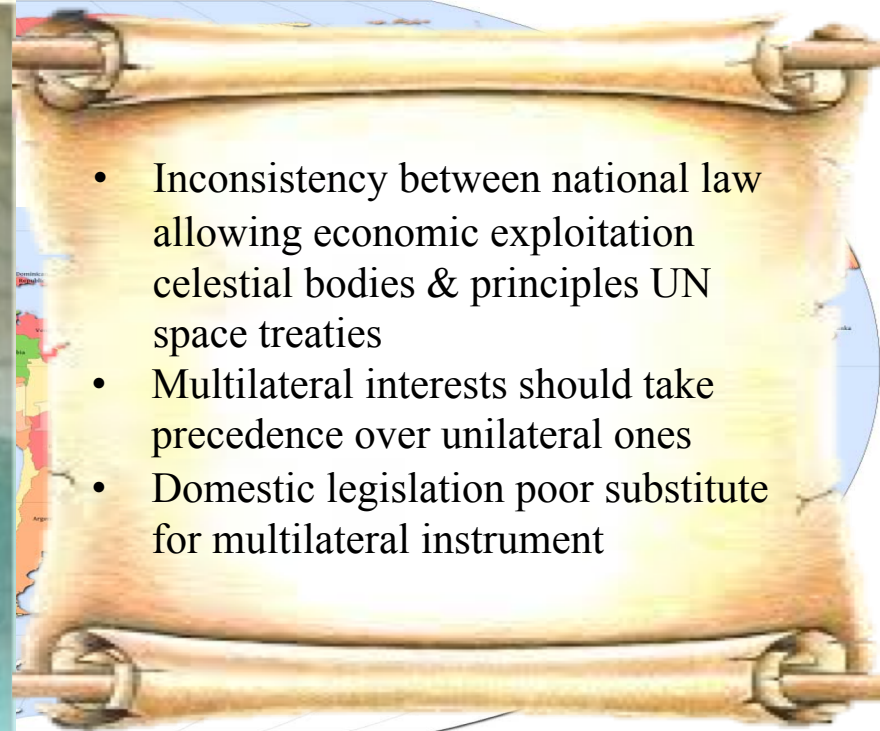 • Inconsistency between national law
allowing economic exploitation
celestial bodies & principles UN
space treaties
• Multilateral interests should take
precedence over unilateral ones
• Domestic legislation poor substitute
for multilateral instrument